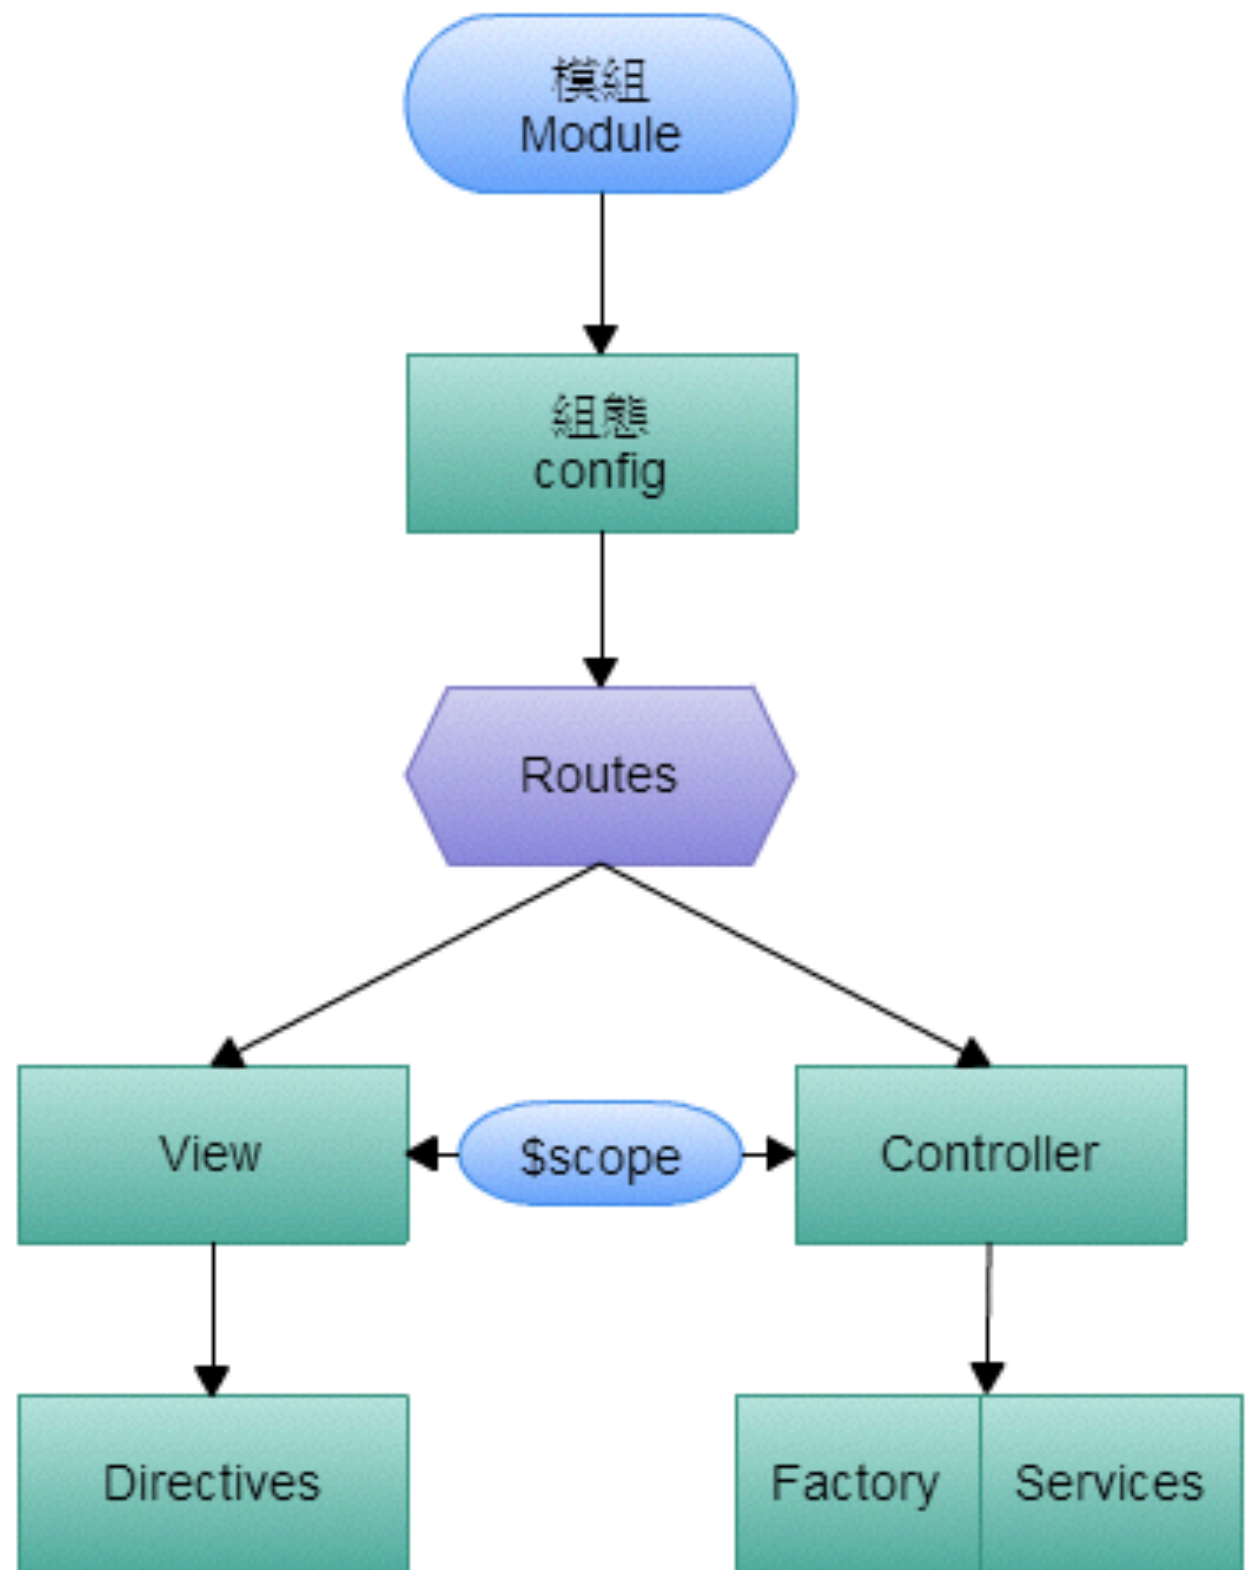 模組
Module
組態
config
Routes
View
$scope
Controller
Directives
Factory
Services